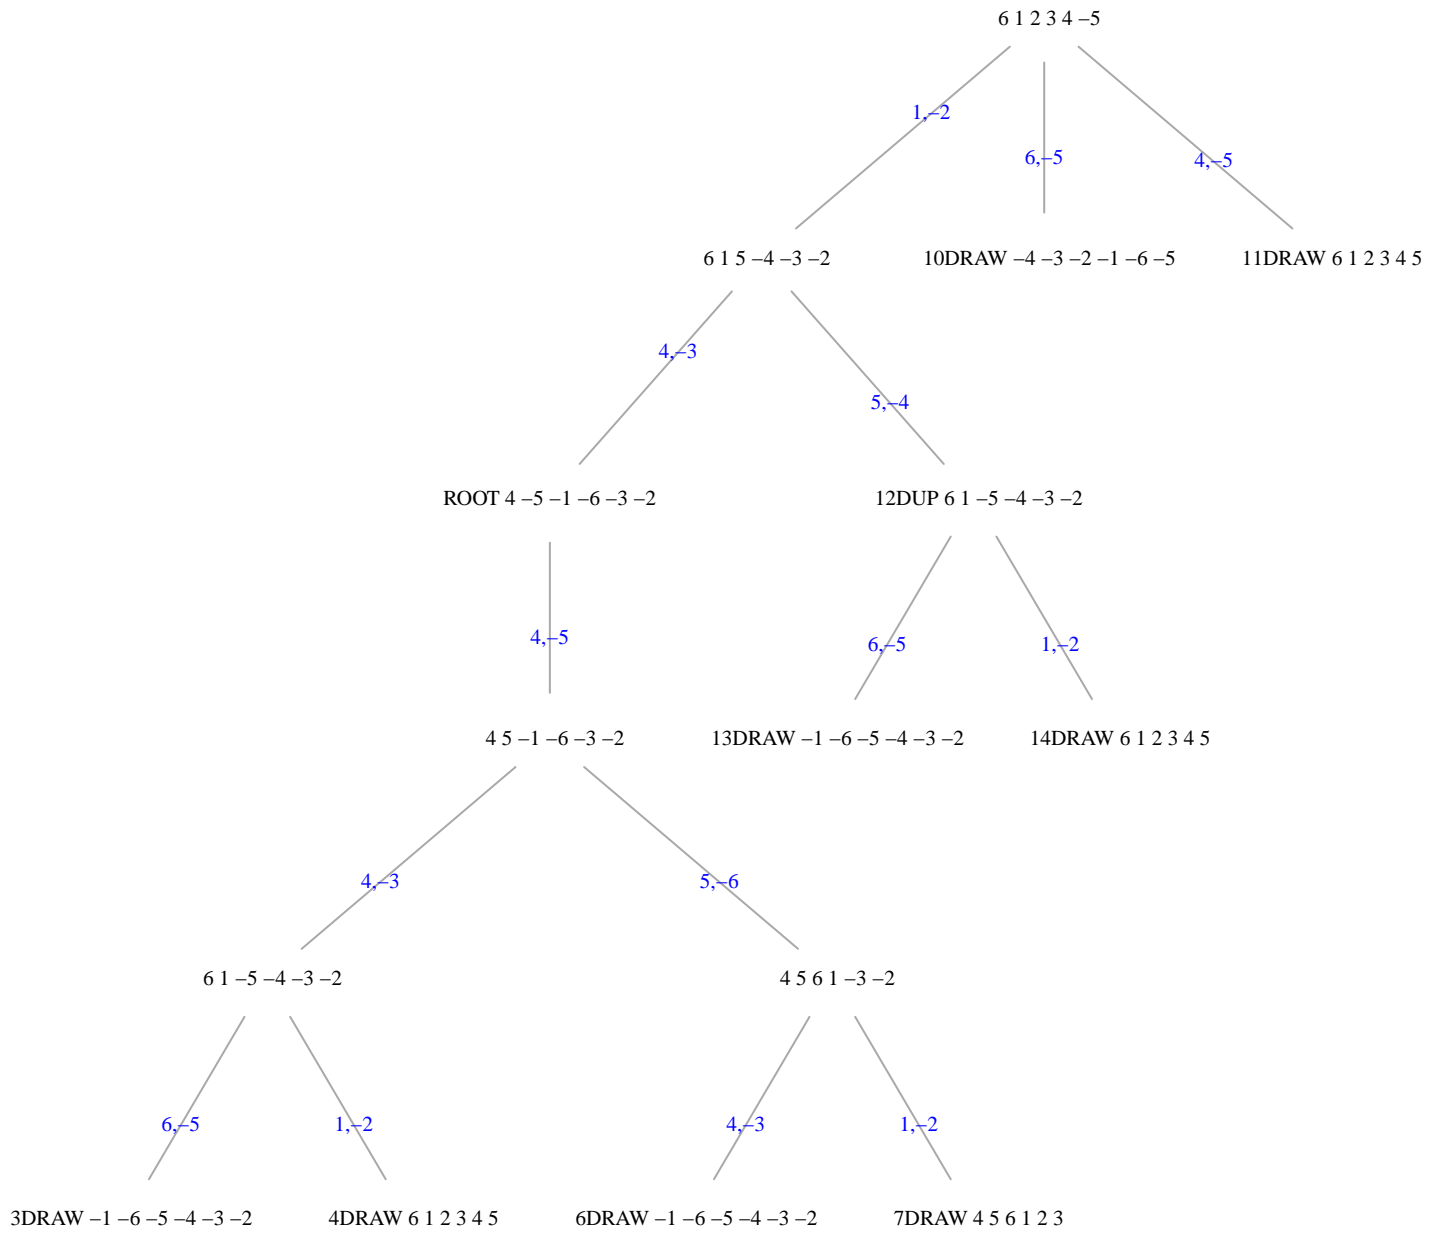 6 1 2 3 4 –5
1,–2
6,–5
4,–5
6 1 5 –4 –3 –2
10DRAW –4 –3 –2 –1 –6 –5
11DRAW 6 1 2 3 4 5
4,–3
5,–4
ROOT 4 –5 –1 –6 –3 –2
12DUP 6 1 –5 –4 –3 –2
4,–5
6,–5
1,–2
4 5 –1 –6 –3 –2
13DRAW –1 –6 –5 –4 –3 –2
14DRAW 6 1 2 3 4 5
4,–3
5,–6
6 1 –5 –4 –3 –2
4 5 6 1 –3 –2
6,–5
1,–2
4,–3
1,–2
3DRAW –1 –6 –5 –4 –3 –2
4DRAW 6 1 2 3 4 5
6DRAW –1 –6 –5 –4 –3 –2
7DRAW 4 5 6 1 2 3